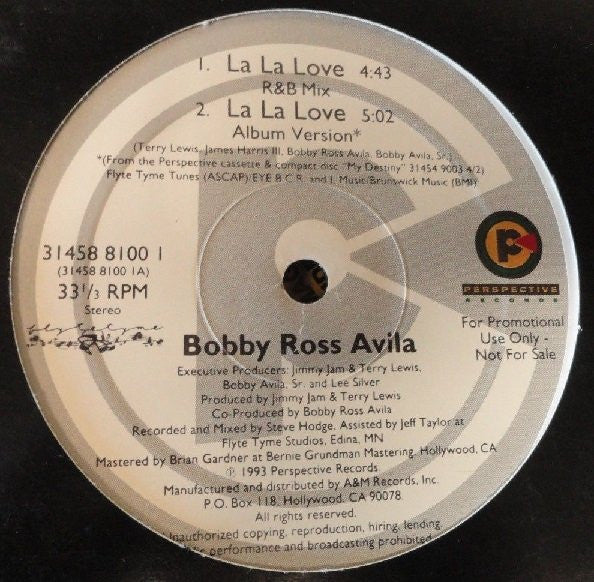 1. La La Love 4:43
R&B Mix
2. La La Love 5:02
Album Version*
(Terry Lewis, James Harris III, Bobby Ross Avila, Bobby Avila, Sr.)
*(From the Perspective cassette & compact disc "My Destiny" 31454 9003 4/2)
Flyte Tyme Tunes (ASCAP)/EYE B.C.R. and I. Music/Brunswick Music (BMI)
31458 8100 1
(31458 8100 1A)
33 1/3 RPM
Stereo
PERSPECTIVE
RECORDS
For Promotional
Use Only -
Not For Sale
Bobby Ross Avila
Executive Producers: Jimmy Jam & Terry Lewis,
Bobby Avila, Sr. and Lee Silver
Produced by Jimmy Jam & Terry Lewis
Co-Produced by Bobby Ross Avila
Recorded and Mixed by Steve Hodge, Assisted by Jeff Taylor at
Flyte Tyme Studios, Edina, MN
Mastered by Brian Gardner at Bernie Grundman Mastering, Hollywood, CA
℗ 1993 Perspective Records
Manufactured and distributed by A&M Records, Inc.
P.O. Box 118, Hollywood, CA 90078.
All rights reserved.
Unauthorized copying, reproduction, hiring, lending,
performance and broadcasting prohibited